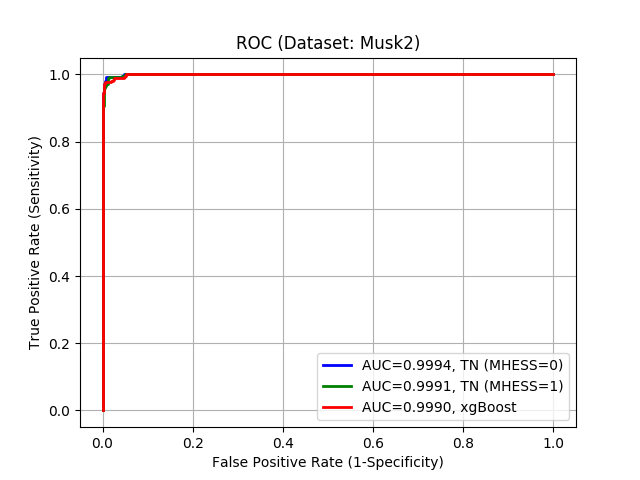 ROC (Dataset: Musk2)
1.0
0.8
0.6
0.4
0.2
0.0
True Positive Rate (Sensitivity)
AUC=0.9994, TN (MHESS=0)
AUC=0.9991, TN (MHESS=1)
AUC=0.9990, xgBoost
0.0 0.2 0.4 0.6 0.8 1.0
False Positive Rate (1-Specificity)